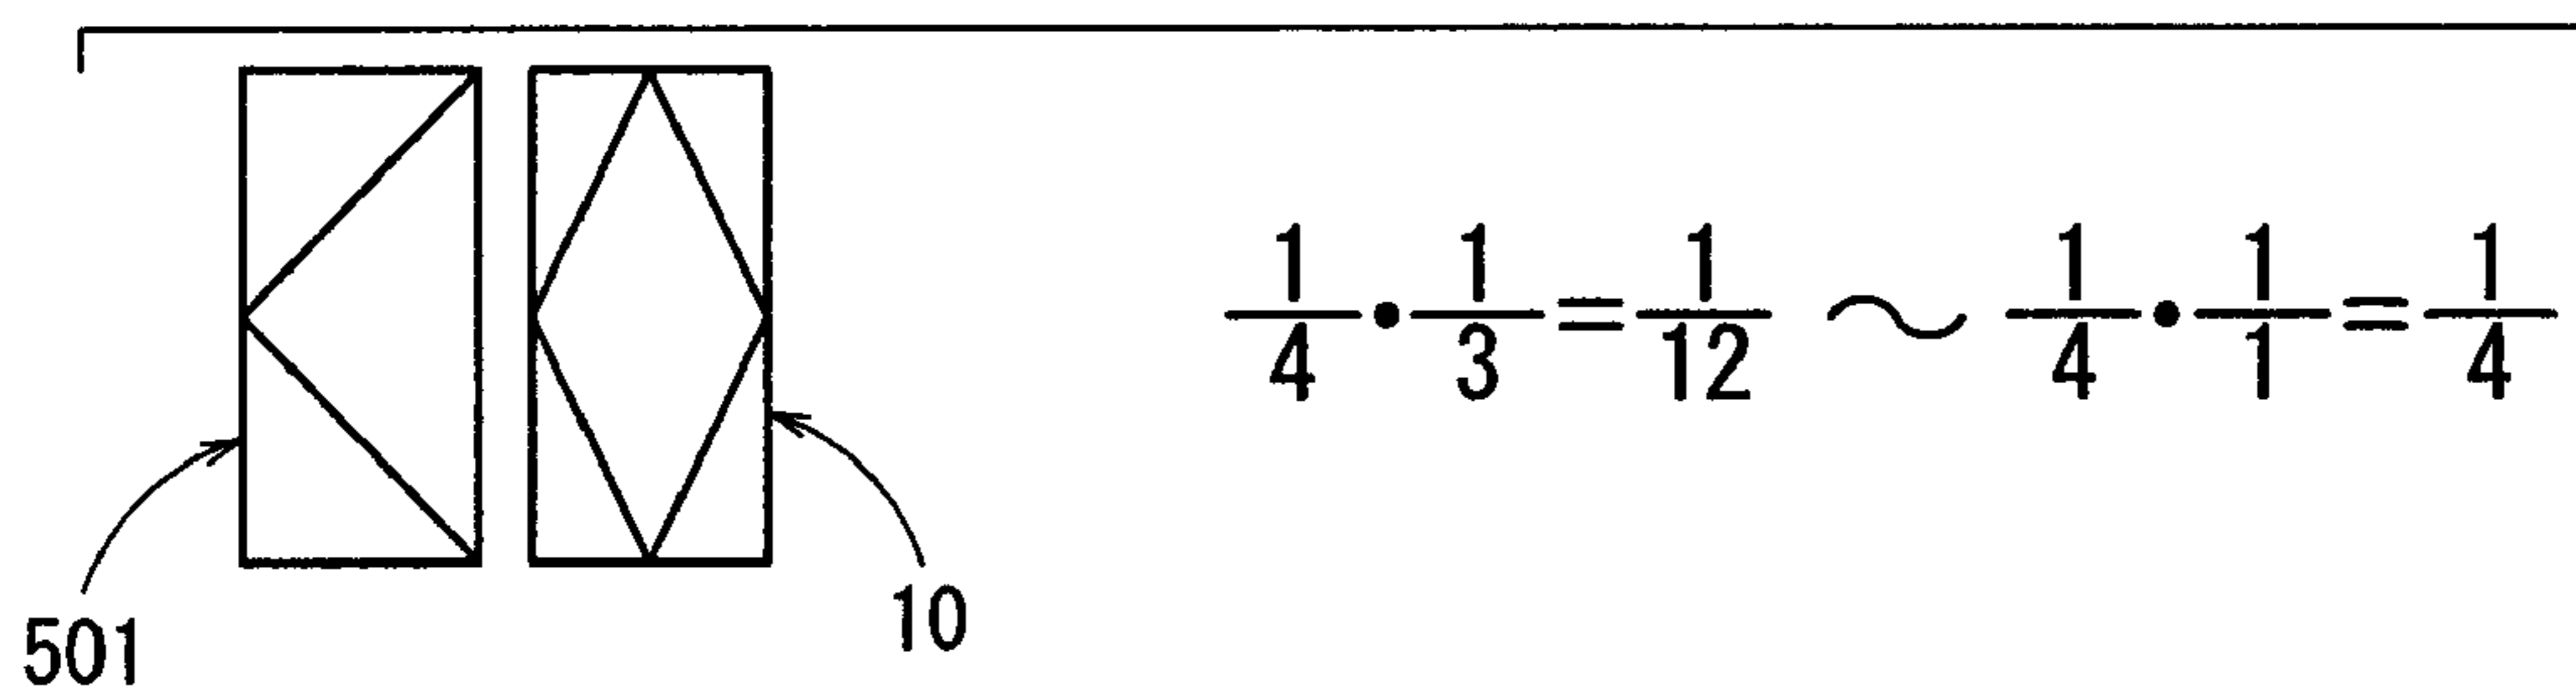 1/4 · 1/3 = 1/12 ~ 1/4 · 1/1 = 1/4
10
501